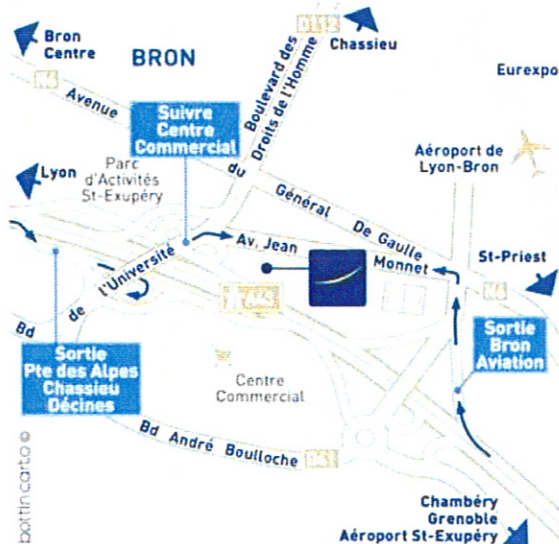 Bron
Centre
BRON
D112
Chassieu
Boulevard des
Droits de l'Homme
Eurexpo
N6
Avenue
du
Général
De Gaulle
Suivre
Centre
Commercial
Aéroport de
Lyon-Bron
Lyon
Parc
d'Activités
St-Exupéry
Av. Jean
Monnet
St-Priest
N6
Bd
de
l'Université
Sortie
Bron
Aviation
Sortie
Pte des Alpes
Chassieu
Décines
Centre
Commercial
Bd André Boulloche
Chambéry
Grenoble
Aéroport St-Exupéry
bottin carto ©